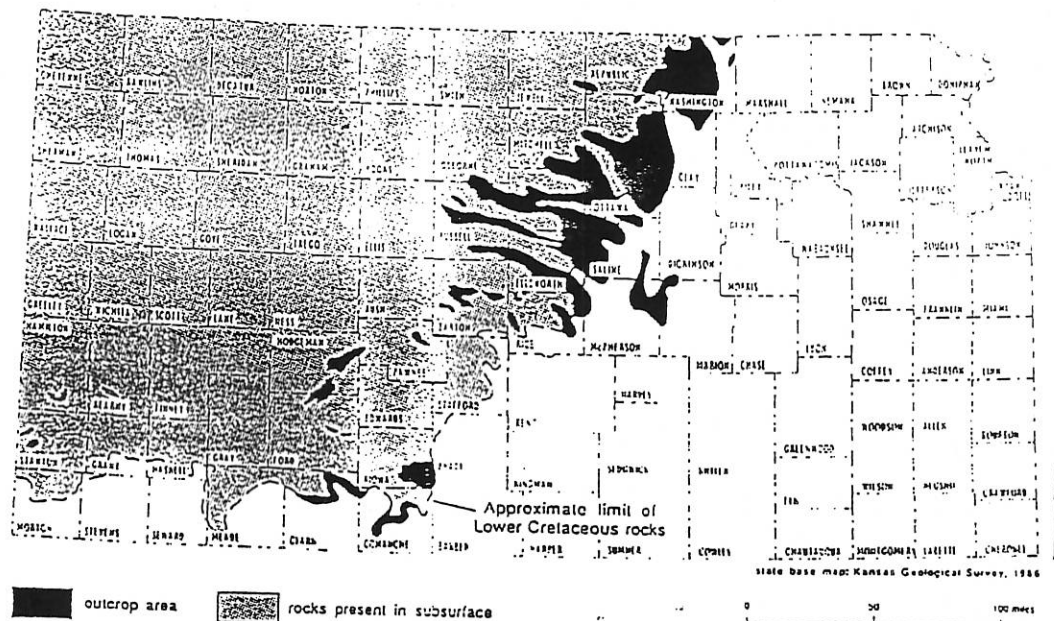 CHEYENNE RAWLINS DECATUR NORTON PHILLIPS SMITH JEWELL REPUBLIC WASHINGTON MARSHALL NEMAHA BROWN DONIPHAN
SHERMAN THOMAS SHERIDAN GRAHAM ROOKS OSBORNE MITCHELL CLAY RILEY POTTAWATOMIE JACKSON ATCHISON
OTTAWA JEFFERSON
WALLACE LOGAN GOVE TREGO ELLIS RUSSELL SALINE DICKINSON GEARY WABAUNSEE SHAWNEE DOUGLAS JOHNSON
ELLSWORTH MORRIS
GREELEY WICHITA SCOTT LANE NESS RUSH BARTON RICE McPHERSON MARION CHASE LYON OSAGE FRANKLIN MIAMI
HAMILTON HODGEMAN PAWNEE
KEARNY FINNEY EDWARDS STAFFORD RENO HARVEY COFFEY ANDERSON LINN
STANTON GRANT HASKELL GRAY FORD KIOWA PRATT KINGMAN SEDGWICK BUTLER GREENWOOD WOODSON ALLEN BOURBON
ELK WILSON NEOSHO CRAWFORD
Approximate limit of
Lower Cretaceous rocks
MORTON STEVENS SEWARD MEADE CLARK COMANCHE BARBER HARPER SUMNER COWLEY CHAUTAUQUA MONTGOMERY LABETTE CHEROKEE
state base map: Kansas Geological Survey, 1986
outcrop area rocks present in subsurface
0 50 100 miles